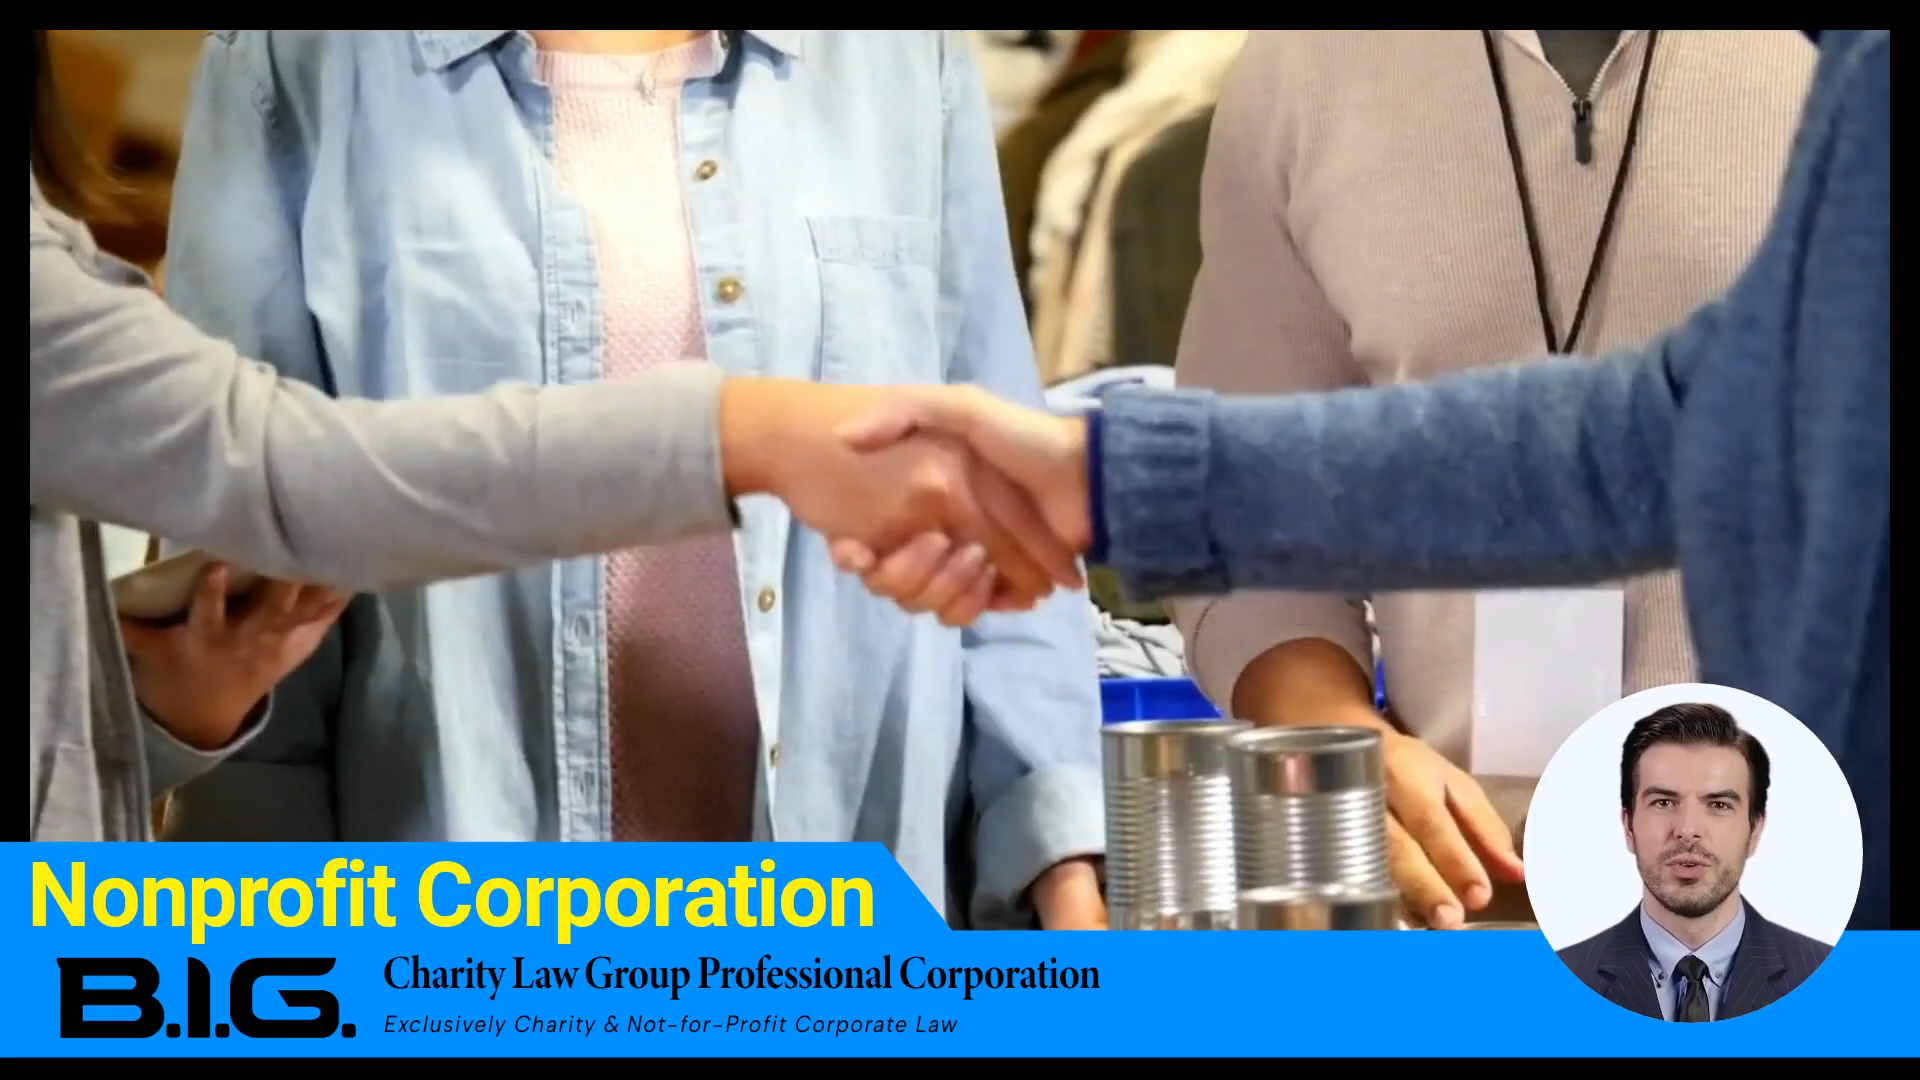 Nonprofit Corporation
B.I.G.
Charity Law Group Professional Corporation
Exclusively Charity & Not-for-Profit Corporate Law